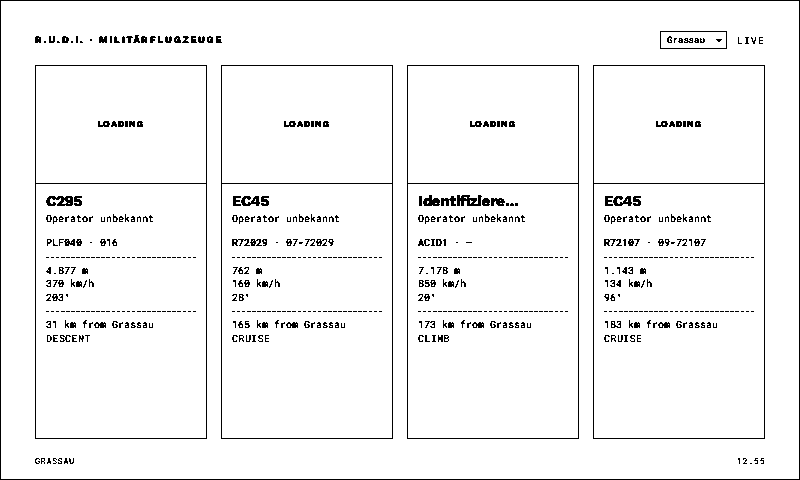 R.U.D.I. · MILITÄRFLUGZEUGE
Grassau
LIVE
LOADING
C295
Operator unbekannt
PLF040 · 016
4.877 m
370 km/h
203°
31 km from Grassau
DESCENT
LOADING
EC45
Operator unbekannt
R72029 · 07-72029
762 m
160 km/h
28°
165 km from Grassau
CRUISE
LOADING
Identifiziere...
Operator unbekannt
ACID1 · —
7.178 m
850 km/h
20°
173 km from Grassau
CLIMB
LOADING
EC45
Operator unbekannt
R72107 · 09-72107
1.143 m
134 km/h
96°
183 km from Grassau
CRUISE
GRASSAU
12.55